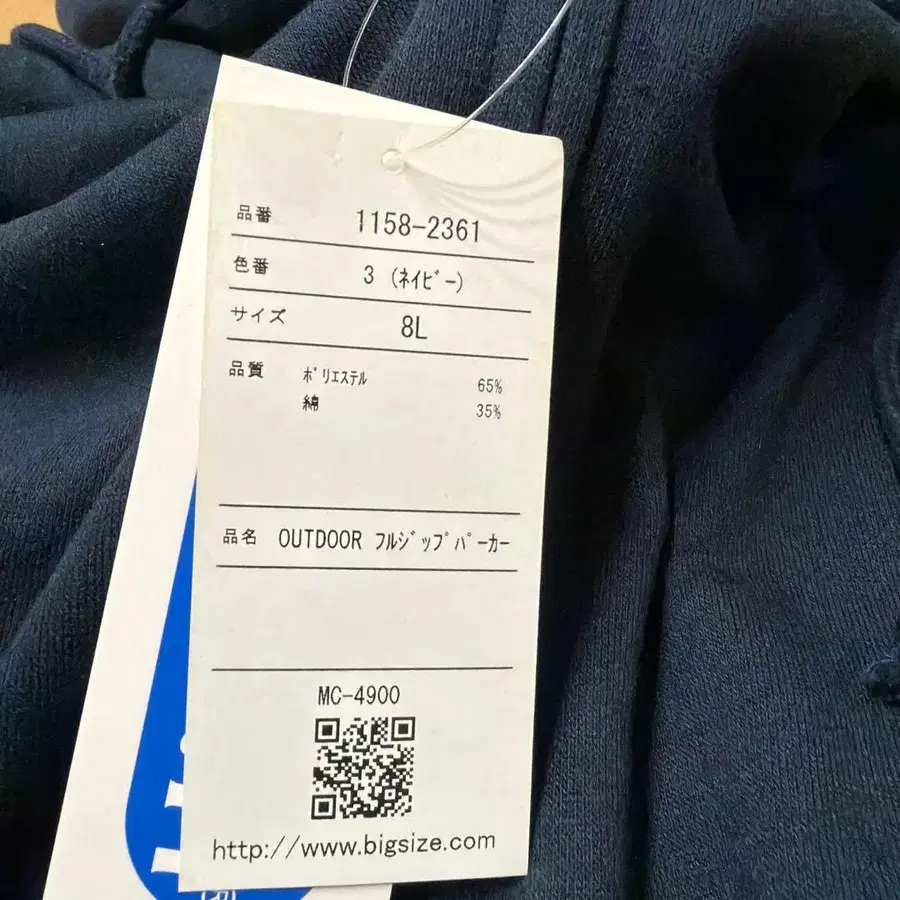 品番 1158-2361
色番 3 (ﾈｲﾋﾞｰ)
サイズ 8L
品質 ﾎﾟﾘｴｽﾃﾙ 65%
綿 35%
品名 OUTDOOR ﾌﾙｼﾞｯﾌﾟﾊﾟｰｶｰ
MC-4900
http://www.bigsize.com